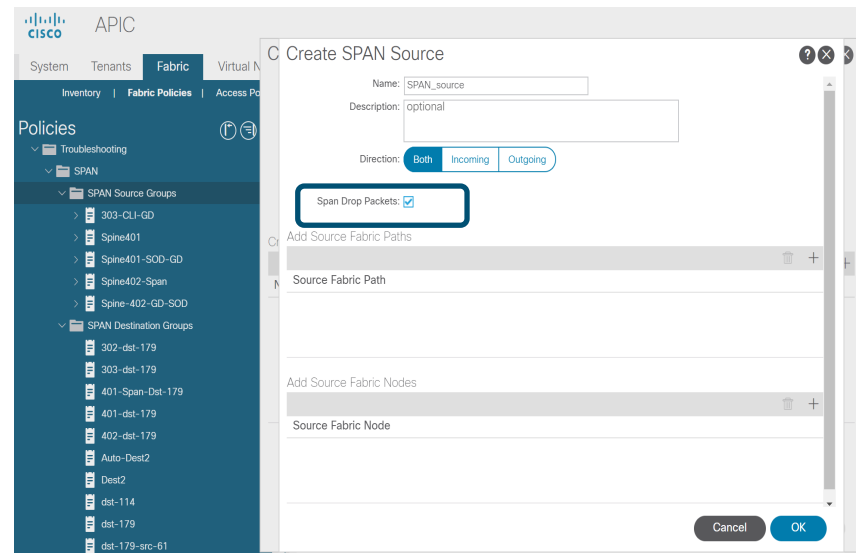 CISCO
APIC
System Tenants Fabric Virtual N
Inventory | Fabric Policies | Access Po
Policies
Troubleshooting
SPAN
SPAN Source Groups
303-CLI-GD
Spine401
Spine401-SOD-GD
Spine402-Span
Spine-402-GD-SOD
SPAN Destination Groups
302-dst-179
303-dst-179
401-Span-Dst-179
401-dst-179
402-dst-179
Auto-Dest2
Dest2
dst-114
dst-179
dst-179-src-61
C
Cr
N
Create SPAN Source
Name: SPAN_source
Description: optional
Direction: Both Incoming Outgoing
Span Drop Packets:
Add Source Fabric Paths
Source Fabric Path
Add Source Fabric Nodes
Source Fabric Node
Cancel OK